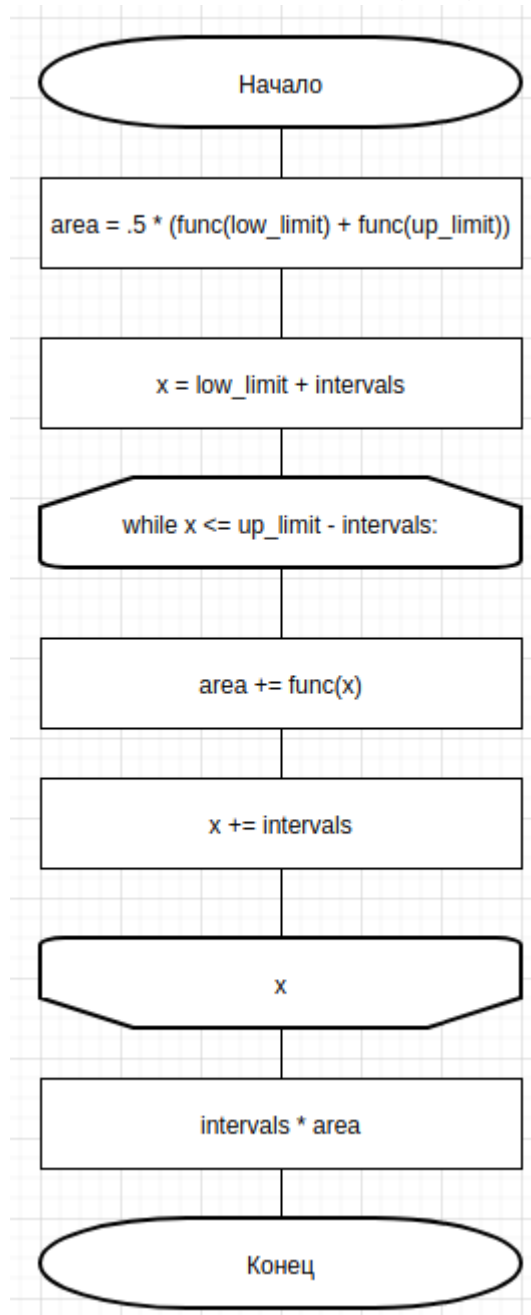 Начало
area = .5 * (func(low_limit) + func(up_limit))
x = low_limit + intervals
while x <= up_limit - intervals:
area += func(x)
x += intervals
x
intervals * area
Конец